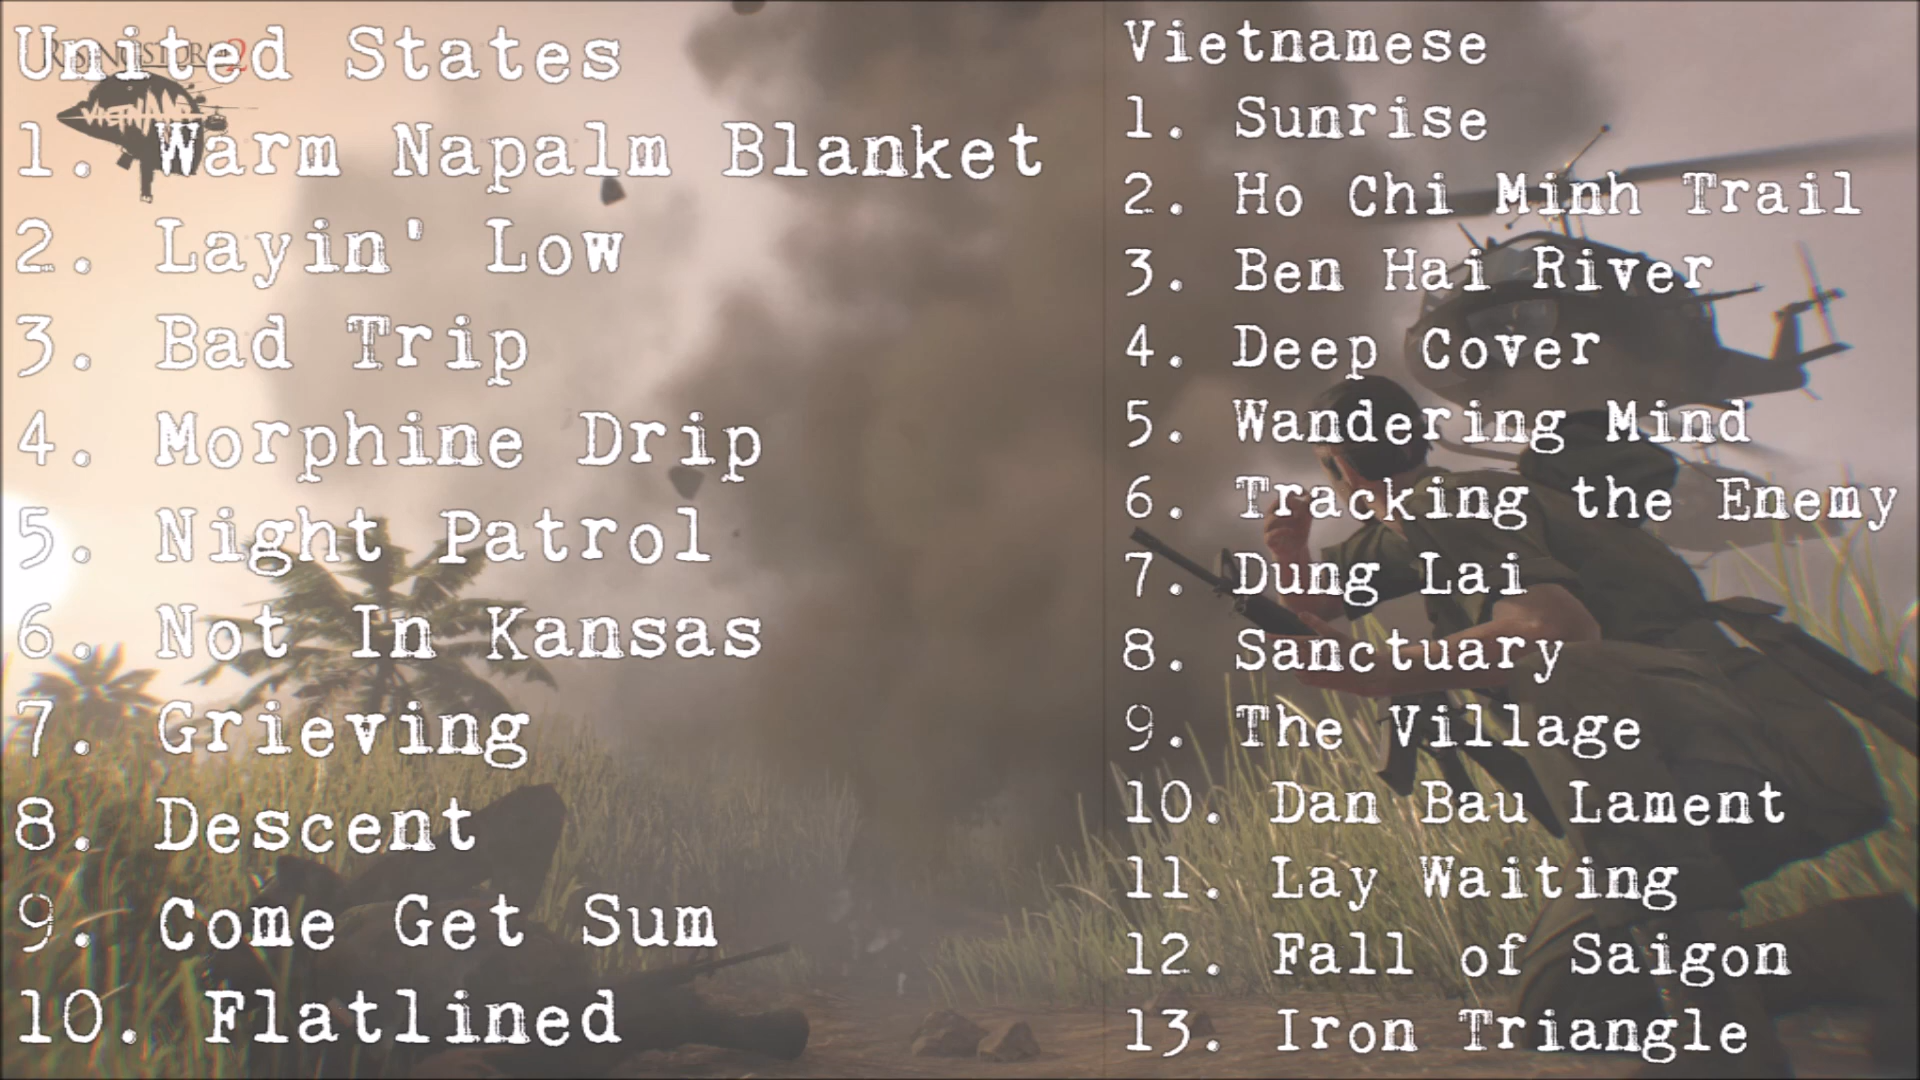 United States
RISING STORM 2
VIETNAM
1. Warm Napalm Blanket
2. Layin' Low
3. Bad Trip
4. Morphine Drip
5. Night Patrol
6. Not In Kansas
7. Grieving
8. Descent
9. Come Get Sum
10. Flatlined
Vietnamese
1. Sunrise
2. Ho Chi Minh Trail
3. Ben Hai River
4. Deep Cover
5. Wandering Mind
6. Tracking the Enemy
7. Dung Lai
8. Sanctuary
9. The Village
10. Dan Bau Lament
11. Lay Waiting
12. Fall of Saigon
13. Iron Triangle